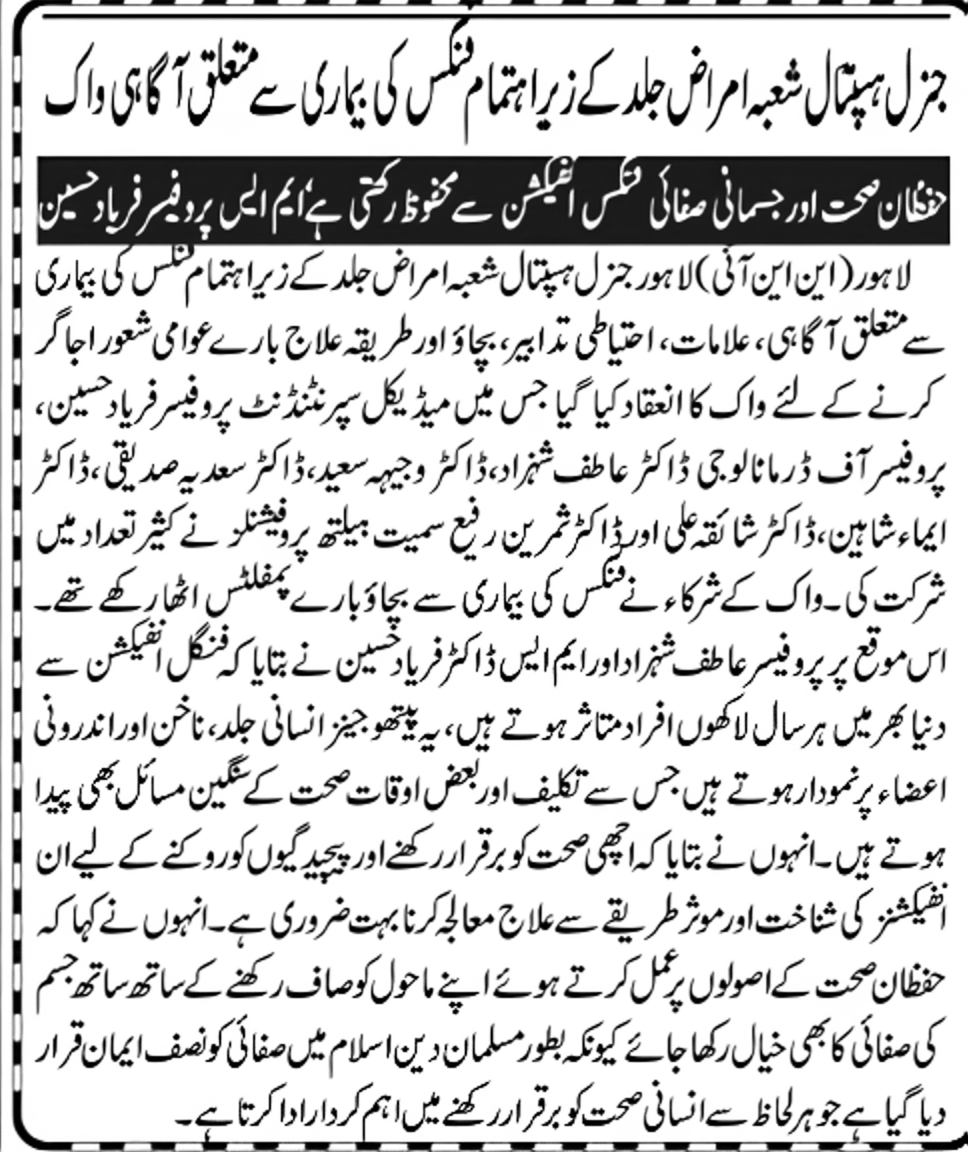 جنرل ہسپتال شعبہ امراض جلد کے زیر اہتمام فنگس کی بیماری سے متعلق آگاہی واک
حفظان صحت اور جسمانی صفائی فنگس انفیکشن سے محفوظ رکھتی ہے‘ ایم ایس پروفیسر فریاد حسین
لاہور (این این آئی) لاہور جنرل ہسپتال شعبہ امراض جلد کے زیر اہتمام فنگس کی بیماری
سے متعلق آگاہی، علامات، احتیاطی تدابیر، بچاؤ اور طریقہ علاج بارے عوامی شعور اجاگر
کرنے کے لئے واک کا انعقاد کیا گیا جس میں میڈیکل سپرنٹنڈنٹ پروفیسر فریاد حسین،
پروفیسر آف ڈرمانالوجی ڈاکٹر عاطف شہزاد، ڈاکٹر وجیہہ سعید، ڈاکٹر سعدیہ صدیقی، ڈاکٹر
ایماء شاہین، ڈاکٹر شائقہ علی اور ڈاکٹر ثمرین رفیع سمیت ہیلتھ پروفیشنلز نے کثیر تعداد میں
شرکت کی۔ واک کے شرکاء نے فنگس کی بیماری سے بچاؤ بارے پمفلٹس اٹھا رکھے تھے۔
اس موقع پر پروفیسر عاطف شہزاد اور ایم ایس ڈاکٹر فریاد حسین نے بتایا کہ فنگل انفیکشن سے
دنیا بھر میں ہر سال لاکھوں افراد متاثر ہوتے ہیں، یہ پیتھوجینز انسانی جلد، ناخن اور اندرونی
اعضاء پر نمودار ہوتے ہیں جس سے تکلیف اور بعض اوقات صحت کے سنگین مسائل بھی پیدا
ہوتے ہیں۔ انہوں نے بتایا کہ اچھی صحت کو برقرار رکھنے اور پیچیدگیوں کو روکنے کے لیے ان
انفیکشنز کی شناخت اور موثر طریقے سے علاج معالجہ کرنا بہت ضروری ہے۔ انہوں نے کہا کہ
حفظان صحت کے اصولوں پر عمل کرتے ہوئے اپنے ماحول کو صاف رکھنے کے ساتھ ساتھ جسم
کی صفائی کا بھی خیال رکھا جائے کیونکہ بطور مسلمان دین اسلام میں صفائی کو نصف ایمان قرار
دیا گیا ہے جو ہر لحاظ سے انسانی صحت کو برقرار رکھنے میں اہم کردار ادا کرتا ہے۔